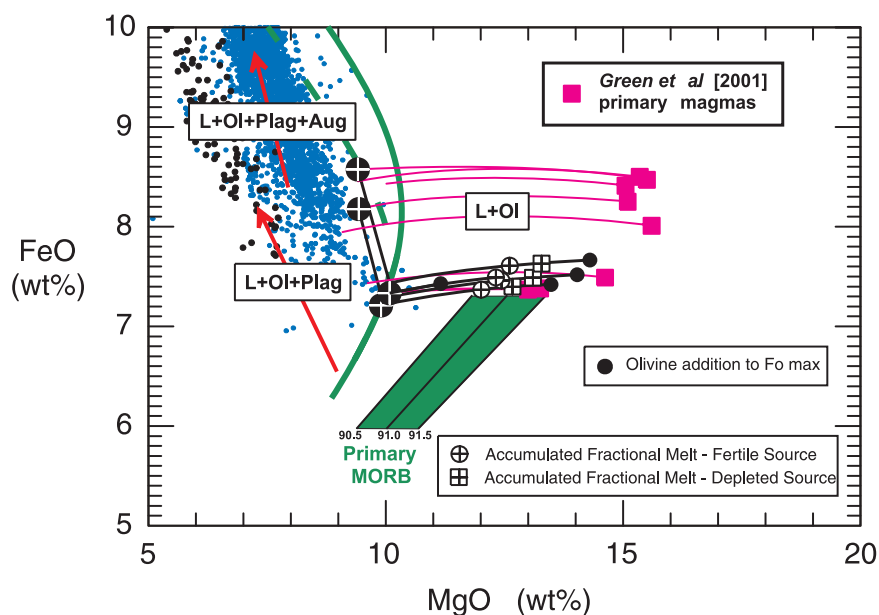 10
9
8
7
6
5
FeO
(wt%)
Green et al [2001]
primary magmas
L+Ol+Plag+Aug
L+Ol
L+Ol+Plag
Olivine addition to Fo max
90.5 91.0 91.5
Primary
MORB
Accumulated Fractional Melt - Fertile Source
Accumulated Fractional Melt - Depleted Source
5 10 15 20
MgO (wt%)